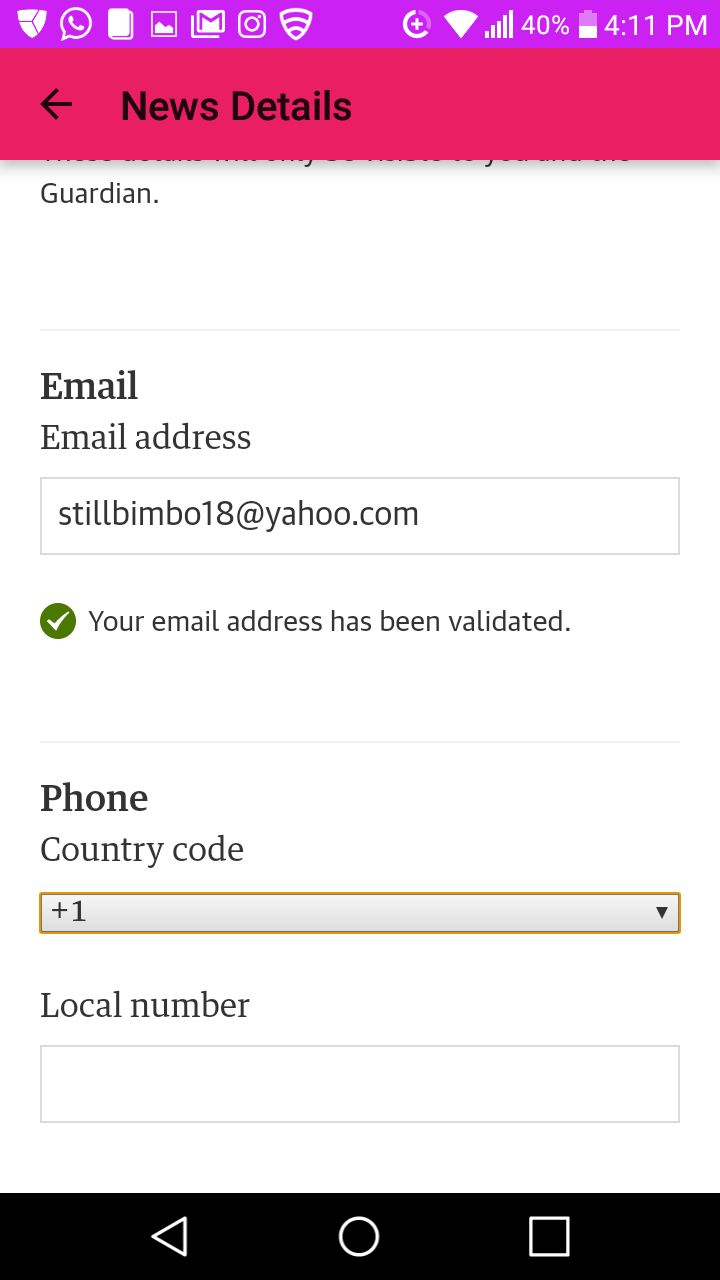 40% 4:11 PM
News Details
Guardian.
Email
Email address
stillbimbo18@yahoo.com
Your email address has been validated.
Phone
Country code
+1
Local number